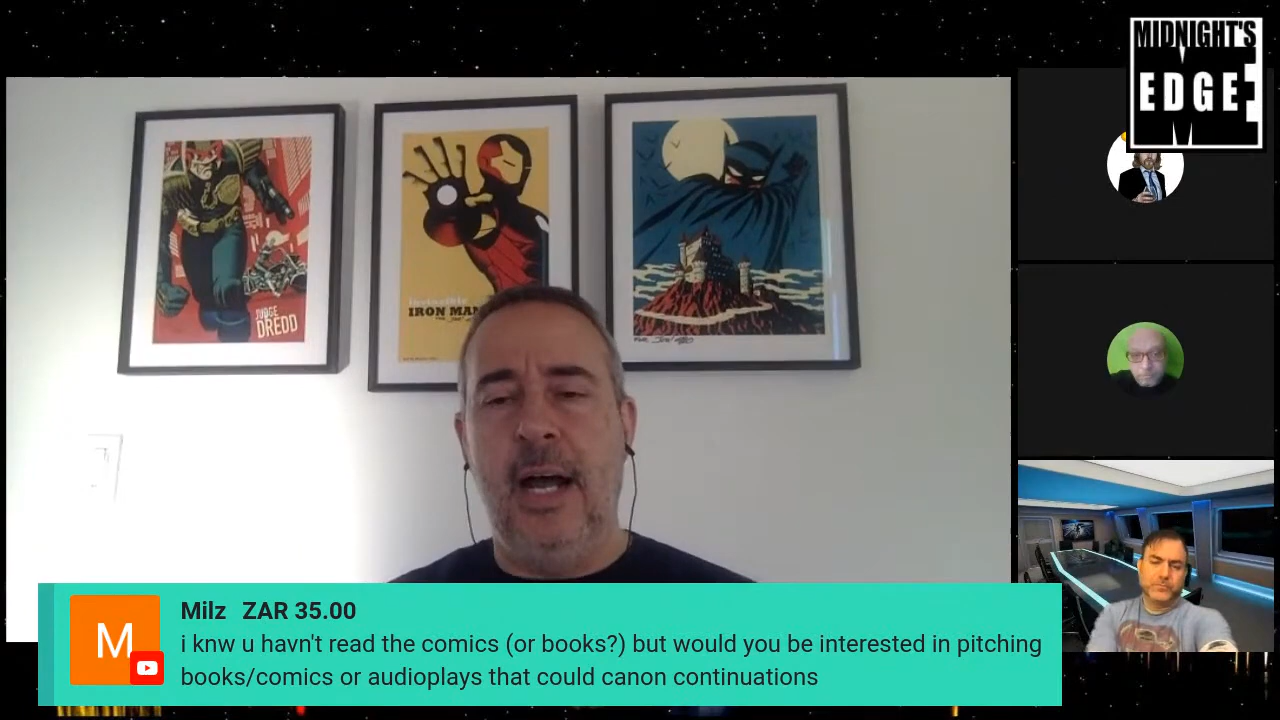 MIDNIGHT'S
EDGE
JUDGE
DREDD
invincible
IRON MAN
M
Milz ZAR 35.00
i knw u havn't read the comics (or books?) but would you be interested in pitching
books/comics or audioplays that could canon continuations